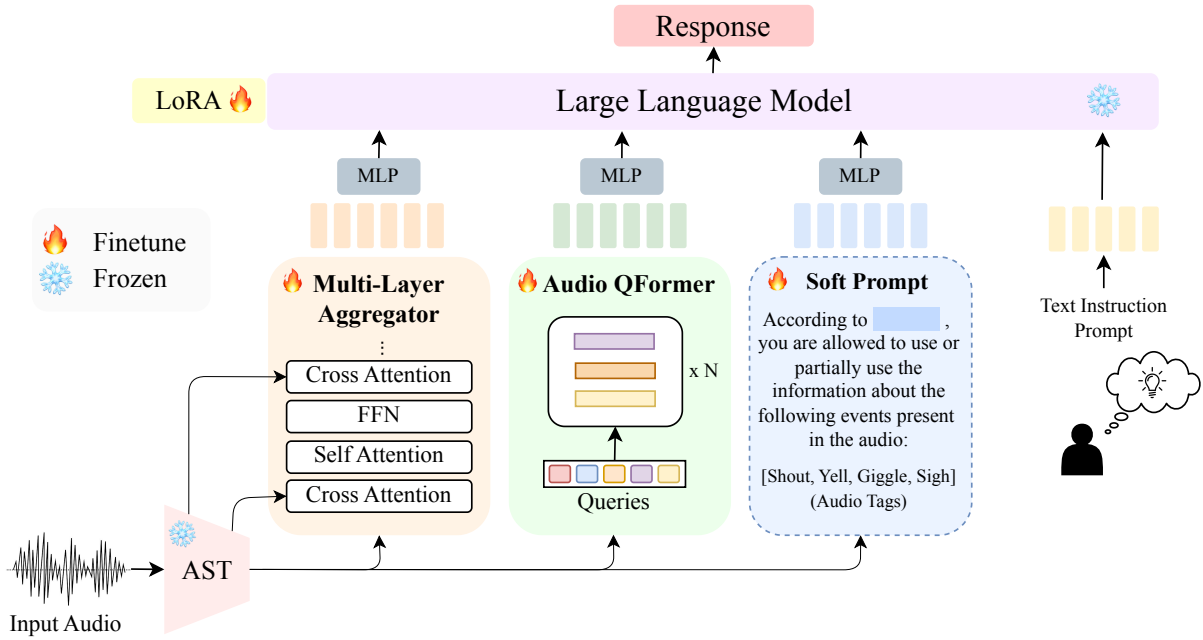 Response
LoRA
Large Language Model
MLP
MLP
MLP
Finetune
Frozen
Multi-Layer
Aggregator
...
Cross Attention
FFN
Self Attention
Cross Attention
Audio QFormer
x N
Queries
Soft Prompt
According to ,
you are allowed to use or
partially use the
information about the
following events present
in the audio:
[Shout, Yell, Giggle, Sigh]
(Audio Tags)
Text Instruction
Prompt
AST
Input Audio